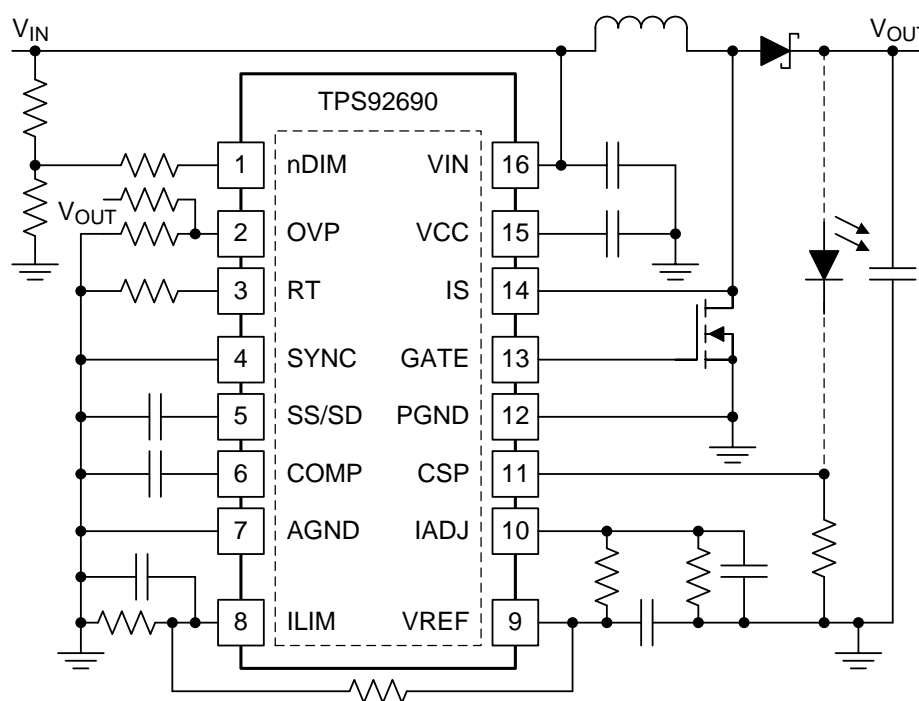 VIN VOUT
TPS92690
1 nDIM VIN 16
VOUT
2 OVP VCC 15
3 RT IS 14
4 SYNC GATE 13
5 SS/SD PGND 12
6 COMP CSP 11
7 AGND IADJ 10
8 ILIM VREF 9